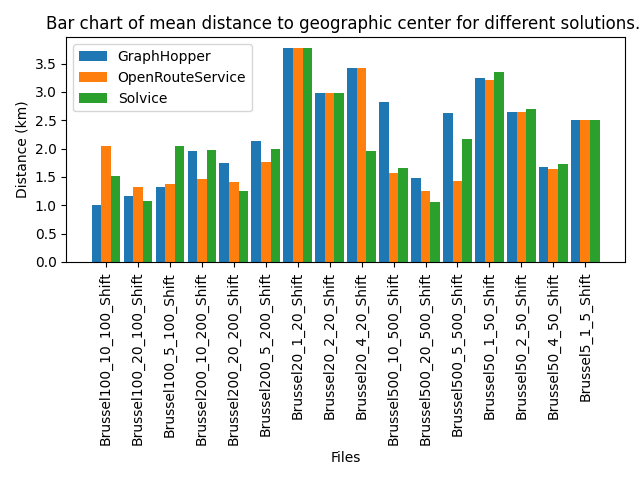 Bar chart of mean distance to geographic center for different solutions.
GraphHopper
OpenRouteService
Solvice
Distance (km)
3.5
3.0
2.5
2.0
1.5
1.0
0.5
0.0
Brussel100_10_100_Shift
Brussel100_20_100_Shift
Brussel100_5_100_Shift
Brussel200_10_200_Shift
Brussel200_20_200_Shift
Brussel200_5_200_Shift
Brussel20_1_20_Shift
Brussel20_2_20_Shift
Brussel20_4_20_Shift
Brussel500_10_500_Shift
Brussel500_20_500_Shift
Brussel500_5_500_Shift
Brussel50_1_50_Shift
Brussel50_2_50_Shift
Brussel50_4_50_Shift
Brussel5_1_5_Shift
Files